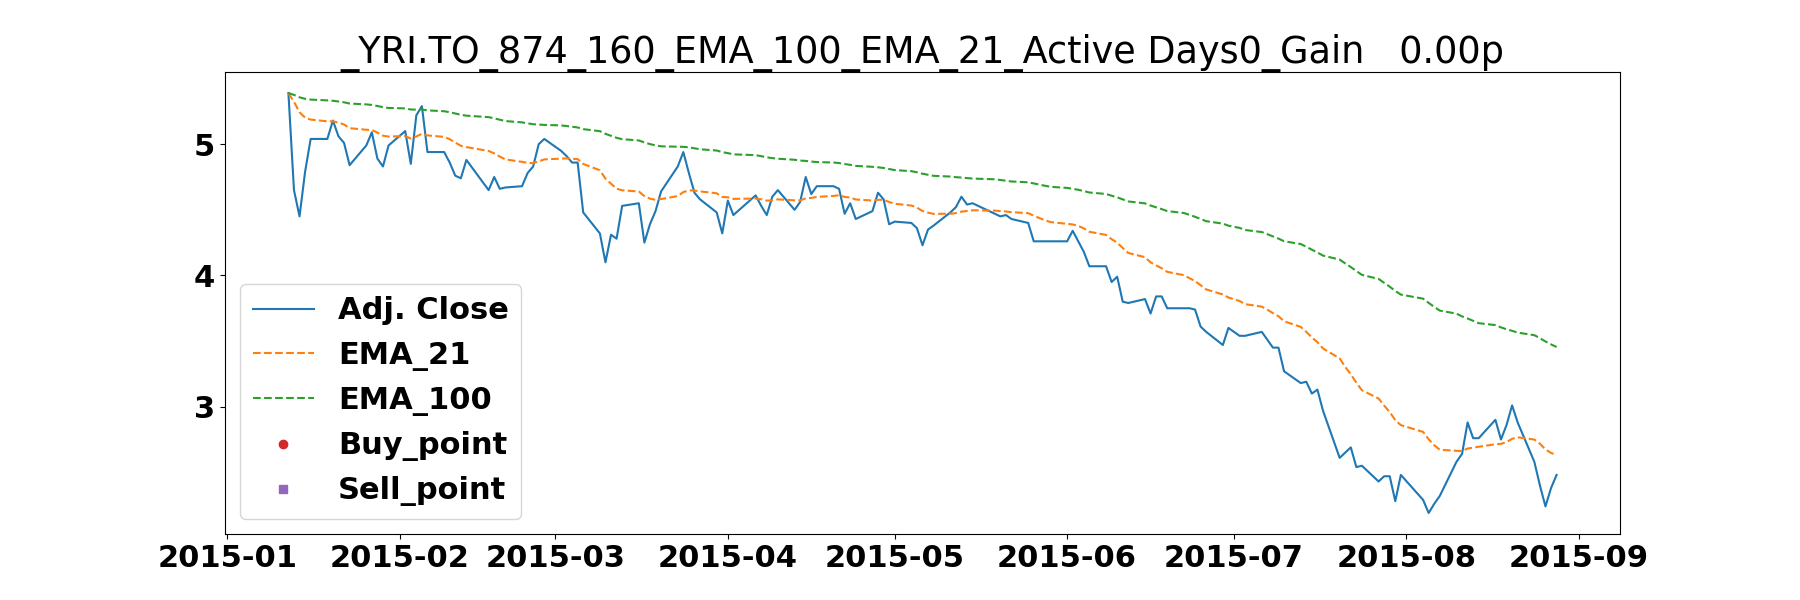 _YRI.TO_874_160_EMA_100_EMA_21_Active Days0_Gain   0.00p
5
4
3
Adj. Close
EMA_21
EMA_100
Buy_point
Sell_point
2015-01 2015-02 2015-03 2015-04 2015-05 2015-06 2015-07 2015-08 2015-09